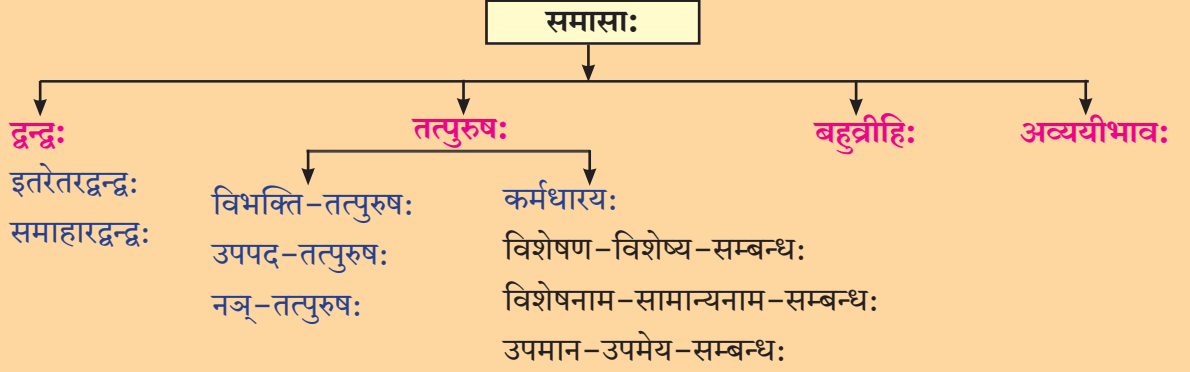 समासा:
द्वन्द्व:
तत्पुरुष:
बहुव्रीहि:
अव्ययीभाव:
इतरेतरद्वन्द्व:
समाहारद्वन्द्व:
विभक्ति-तत्पुरुष:
उपपद-तत्पुरुष:
नञ्-तत्पुरुष:
कर्मधारय:
विशेषण-विशेष्य-सम्बन्ध:
विशेषनाम-सामान्यनाम-सम्बन्ध:
उपमान-उपमेय-सम्बन्ध: